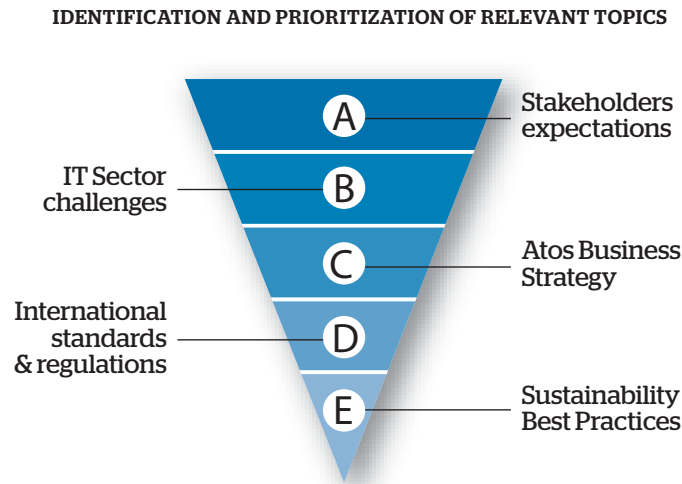 IDENTIFICATION AND PRIORITIZATION OF RELEVANT TOPICS
A
Stakeholders
expectations
IT Sector
challenges
B
C
Atos Business
Strategy
International
standards
& regulations
D
E
Sustainability
Best Practices